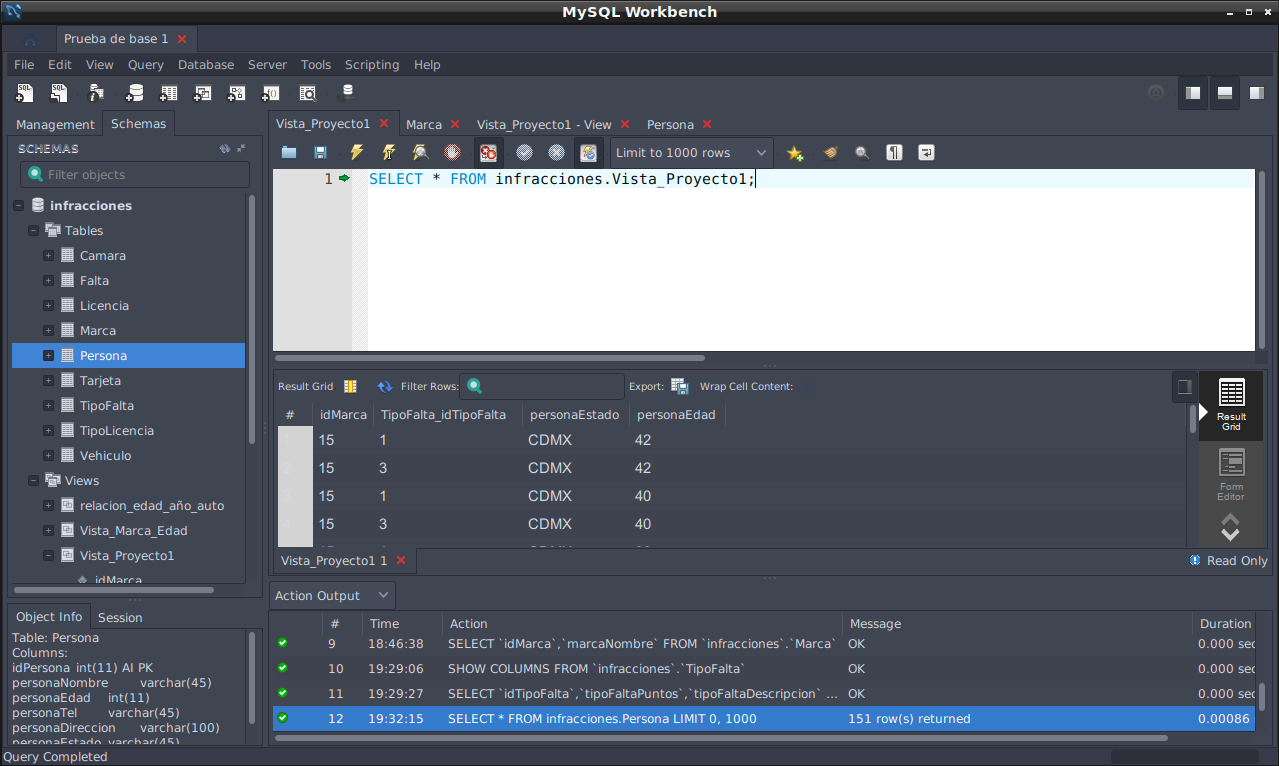 MySQL Workbench
Prueba de base 1
File Edit View Query Database Server Tools Scripting Help
Management Schemas
SCHEMAS
Filter objects
infracciones
Tables
Camara
Falta
Licencia
Marca
Persona
Tarjeta
TipoFalta
TipoLicencia
Vehiculo
Views
relacion_edad_año_auto
Vista_Marca_Edad
Vista_Proyecto1
idMarca
Object Info Session
Table: Persona
Columns:
idPersona int(11) AI PK
personaNombre varchar(45)
personaEdad int(11)
personaTel varchar(45)
personaDireccion varchar(100)
personaEstado varchar(45)
Vista_Proyecto1 Marca Vista_Proyecto1 - View Persona
Limit to 1000 rows
1 SELECT * FROM infracciones.Vista_Proyecto1;
Result Grid Filter Rows: Export: Wrap Cell Content:
# idMarca TipoFalta_idTipoFalta personaEstado personaEdad
1 15 1 CDMX 42
2 15 3 CDMX 42
3 15 1 CDMX 40
4 15 3 CDMX 40
Result
Grid
Form
Editor
Vista_Proyecto1 1
Read Only
Action Output
# Time Action Message Duration
9 18:46:38 SELECT `idMarca`,`marcaNombre` FROM `infracciones`.`Marca` OK 0.000 sec
10 19:29:06 SHOW COLUMNS FROM `infracciones`.`TipoFalta` OK 0.000 sec
11 19:29:27 SELECT `idTipoFalta`,`tipoFaltaPuntos`,`tipoFaltaDescripcion` ... OK 0.000 sec
12 19:32:15 SELECT * FROM infracciones.Persona LIMIT 0, 1000 151 row(s) returned 0.00086
Query Completed